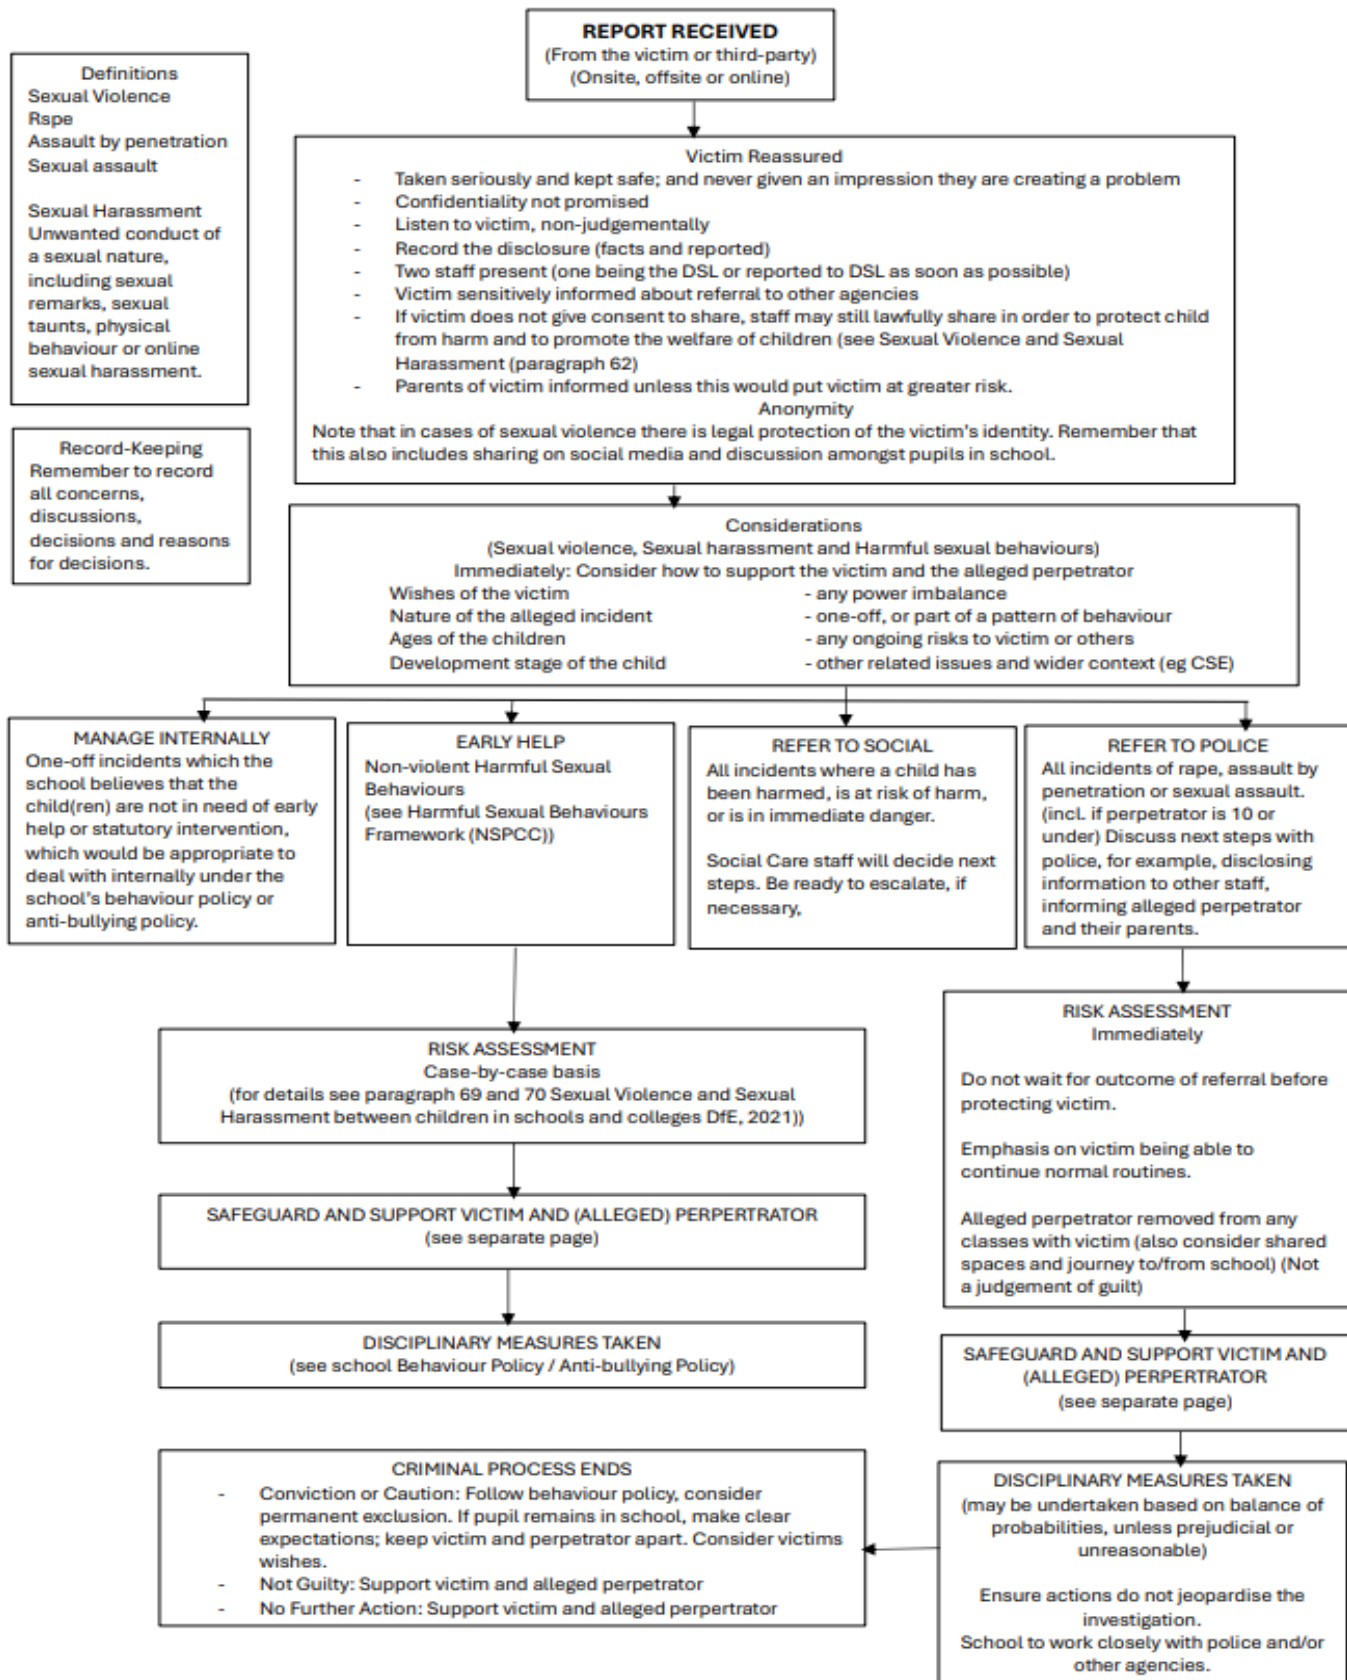 REPORT RECEIVED
(From the victim or third-party)
(Onsite, offsite or online)
Definitions
Sexual Violence
Rspe
Assault by penetration
Sexual assault
Sexual Harassment
Unwanted conduct of
a sexual nature,
including sexual
remarks, sexual
taunts, physical
behaviour or online
sexual harassment.
Record-Keeping
Remember to record
all concerns,
discussions,
decisions and reasons
for decisions.
Victim Reassured
- Taken seriously and kept safe; and never given an impression they are creating a problem
- Confidentiality not promised
- Listen to victim, non-judgementally
- Record the disclosure (facts and reported)
- Two staff present (one being the DSL or reported to DSL as soon as possible)
- Victim sensitively informed about referral to other agencies
- If victim does not give consent to share, staff may still lawfully share in order to protect child
from harm and to promote the welfare of children (see Sexual Violence and Sexual
Harassment (paragraph 62)
- Parents of victim informed unless this would put victim at greater risk.
Anonymity
Note that in cases of sexual violence there is legal protection of the victim's identity. Remember that
this also includes sharing on social media and discussion amongst pupils in school.
Considerations
(Sexual violence, Sexual harassment and Harmful sexual behaviours)
Immediately: Consider how to support the victim and the alleged perpetrator
Wishes of the victim - any power imbalance
Nature of the alleged incident - one-off, or part of a pattern of behaviour
Ages of the children - any ongoing risks to victim or others
Development stage of the child - other related issues and wider context (eg CSE)
MANAGE INTERNALLY
One-off incidents which the
school believes that the
child(ren) are not in need of early
help or statutory intervention,
which would be appropriate to
deal with internally under the
school's behaviour policy or
anti-bullying policy.
EARLY HELP
Non-violent Harmful Sexual
Behaviours
(see Harmful Sexual Behaviours
Framework (NSPCC))
REFER TO SOCIAL
All incidents where a child has
been harmed, is at risk of harm,
or is in immediate danger.
Social Care staff will decide next
steps. Be ready to escalate, if
necessary,
REFER TO POLICE
All incidents of rape, assault by
penetration or sexual assault.
(incl. if perpetrator is 10 or
under) Discuss next steps with
police, for example, disclosing
information to other staff,
informing alleged perpetrator
and their parents.
RISK ASSESSMENT
Case-by-case basis
(for details see paragraph 69 and 70 Sexual Violence and Sexual
Harassment between children in schools and colleges DfE, 2021))
SAFEGUARD AND SUPPORT VICTIM AND (ALLEGED) PERPERTRATOR
(see separate page)
DISCIPLINARY MEASURES TAKEN
(see school Behaviour Policy / Anti-bullying Policy)
RISK ASSESSMENT
Immediately
Do not wait for outcome of referral before
protecting victim.
Emphasis on victim being able to
continue normal routines.
Alleged perpetrator removed from any
classes with victim (also consider shared
spaces and journey to/from school) (Not
a judgement of guilt)
SAFEGUARD AND SUPPORT VICTIM AND
(ALLEGED) PERPERTRATOR
(see separate page)
DISCIPLINARY MEASURES TAKEN
(may be undertaken based on balance of
probabilities, unless prejudicial or
unreasonable)
Ensure actions do not jeopardise the
investigation.
School to work closely with police and/or
other agencies.
CRIMINAL PROCESS ENDS
- Conviction or Caution: Follow behaviour policy, consider
permanent exclusion. If pupil remains in school, make clear
expectations; keep victim and perpetrator apart. Consider victims
wishes.
- Not Guilty: Support victim and alleged perpetrator
- No Further Action: Support victim and alleged perpertrator